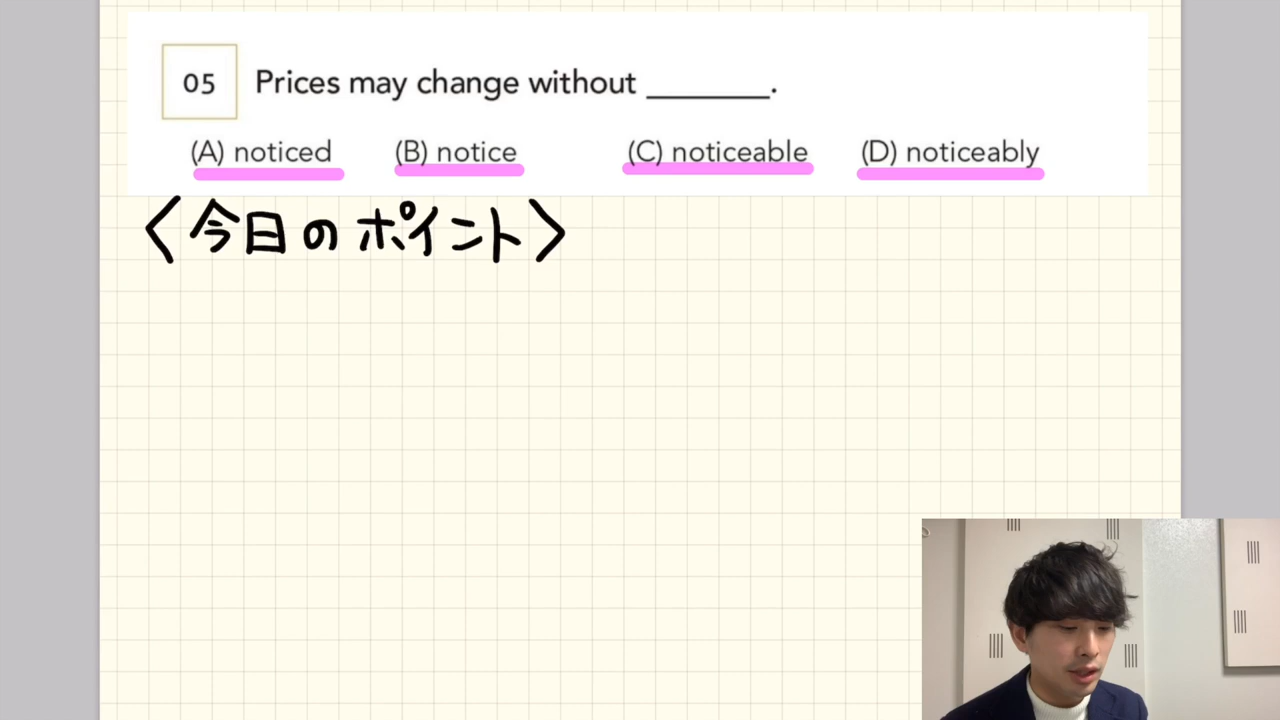 05 Prices may change without ________.
(A) noticed (B) notice (C) noticeable (D) noticeably
〈今日のポイント〉